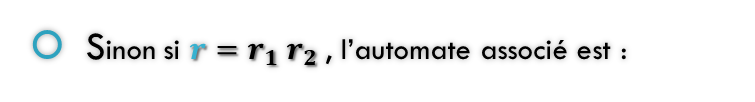 Sinon si r = r₁ r₂ , l'automate associé est :